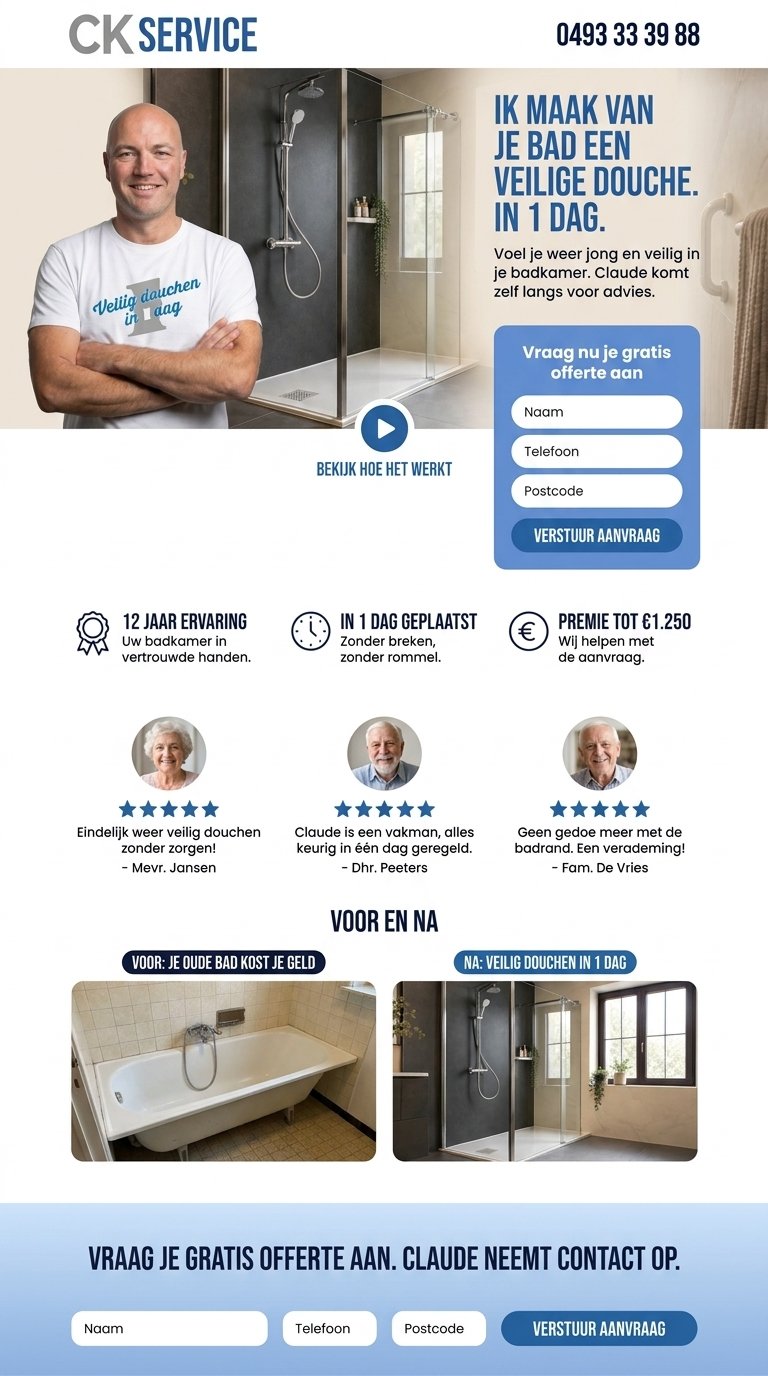 CK SERVICE
0493 33 39 88
IK MAAK VAN
JE BAD EEN
VEILIGE DOUCHE.
IN 1 DAG.
Voel je weer jong en veilig in
je badkamer. Claude komt
zelf langs voor advies.
Veilig douchen
in 1 dag
Vraag nu je gratis
offerte aan
Naam
Telefoon
Postcode
VERSTUUR AANVRAAG
BEKIJK HOE HET WERKT
12 JAAR ERVARING
Uw badkamer in
vertrouwde handen.
IN 1 DAG GEPLAATST
Zonder breken,
zonder rommel.
€
PREMIE TOT €1.250
Wij helpen met
de aanvraag.
Eindelijk weer veilig douchen
zonder zorgen!
- Mevr. Jansen
Claude is een vakman, alles
keurig in één dag geregeld.
- Dhr. Peeters
Geen gedoe meer met de
badrand. Een verademing!
- Fam. De Vries
VOOR EN NA
VOOR: JE OUDE BAD KOST JE GELD
NA: VEILIG DOUCHEN IN 1 DAG
VRAAG JE GRATIS OFFERTE AAN. CLAUDE NEEMT CONTACT OP.
Naam
Telefoon
Postcode
VERSTUUR AANVRAAG